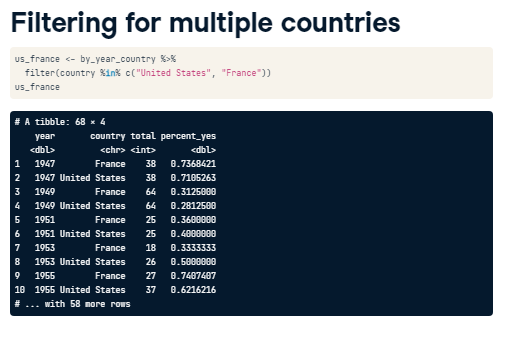 Filtering for multiple countries
us_france <- by_year_country %>%
  filter(country %in% c("United States", "France"))
us_france
# A tibble: 68 × 4
    year       country total percent_yes
   <dbl>         <chr> <int>       <dbl>
1   1947        France    38   0.7368421
2   1947 United States    38   0.7105263
3   1949        France    64   0.3125000
4   1949 United States    64   0.2812500
5   1951        France    25   0.3600000
6   1951 United States    25   0.4000000
7   1953        France    18   0.3333333
8   1953 United States    26   0.5000000
9   1955        France    27   0.7407407
10  1955 United States    37   0.6216216
# ... with 58 more rows